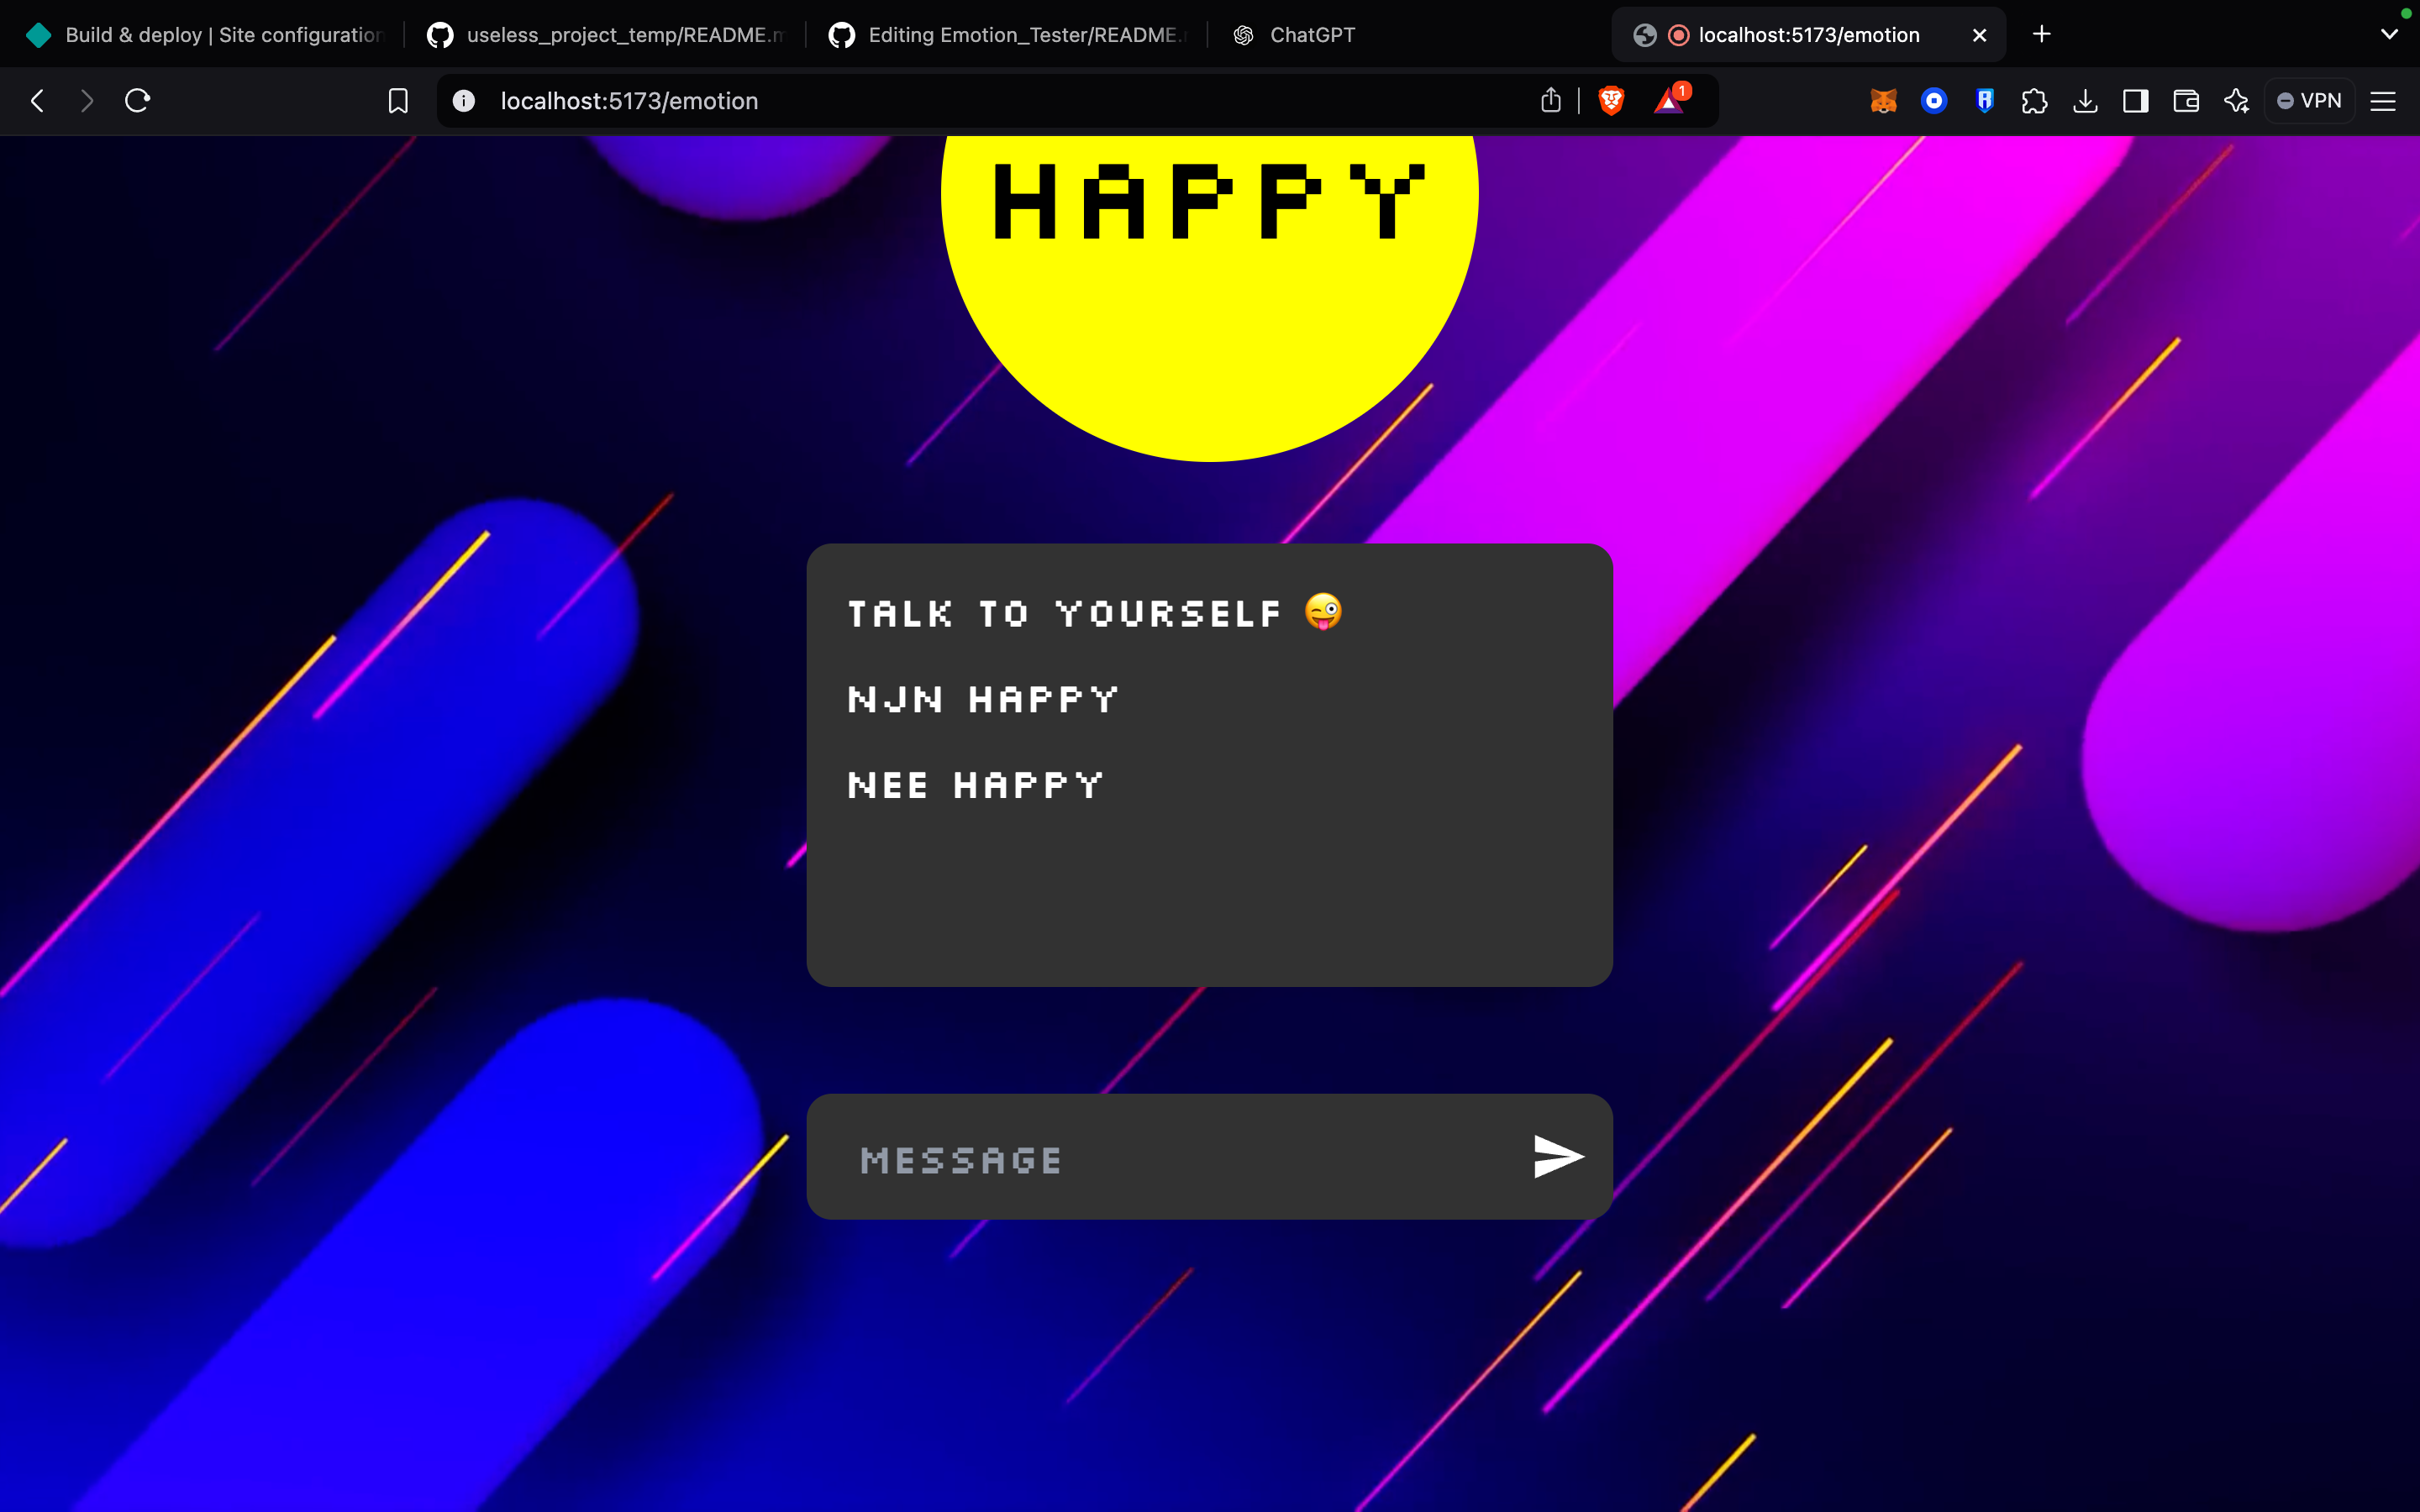 Build & deploy | Site configuration
useless_project_temp/README.m
Editing Emotion_Tester/README.
ChatGPT
localhost:5173/emotion
localhost:5173/emotion
1
VPN
HAPPY
TALK TO YOURSELF 😜
NJN HAPPY
NEE HAPPY
MESSAGE